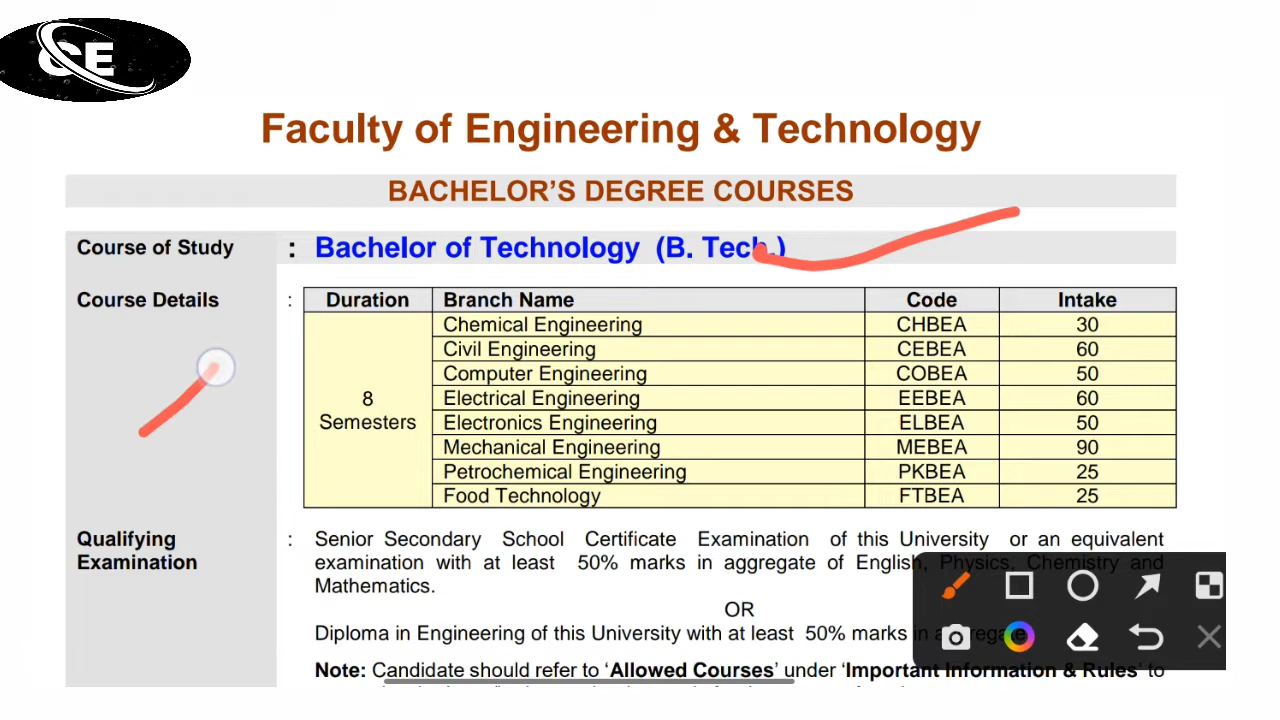 CE
Faculty of Engineering & Technology
BACHELOR'S DEGREE COURSES
Course of Study : Bachelor of Technology (B. Tech.)
Course Details :
Duration Branch Name Code Intake
8 Semesters
Chemical Engineering CHBEA 30
Civil Engineering CEBEA 60
Computer Engineering COBEA 50
Electrical Engineering EEBEA 60
Electronics Engineering ELBEA 50
Mechanical Engineering MEBEA 90
Petrochemical Engineering PKBEA 25
Food Technology FTBEA 25
Qualifying Examination :
Senior Secondary School Certificate Examination of this University or an equivalent
examination with at least 50% marks in aggregate of English, Physics, Chemistry and
Mathematics.
OR
Diploma in Engineering of this University with at least 50% marks in aggregate
Note: Candidate should refer to 'Allowed Courses' under 'Important Information & Rules' to